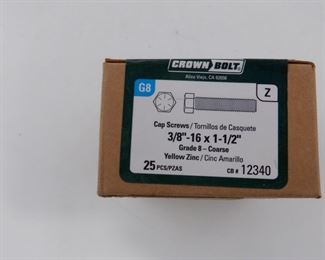 CROWN BOLT
Aliso Viejo, CA 92656
G8
Z
Cap Screws / Tornillos de Casquete
3/8"-16 x 1-1/2"
Grade 8 - Coarse
Yellow Zinc / Cinc Amarillo
25 PCS/PZAS
CB # 12340